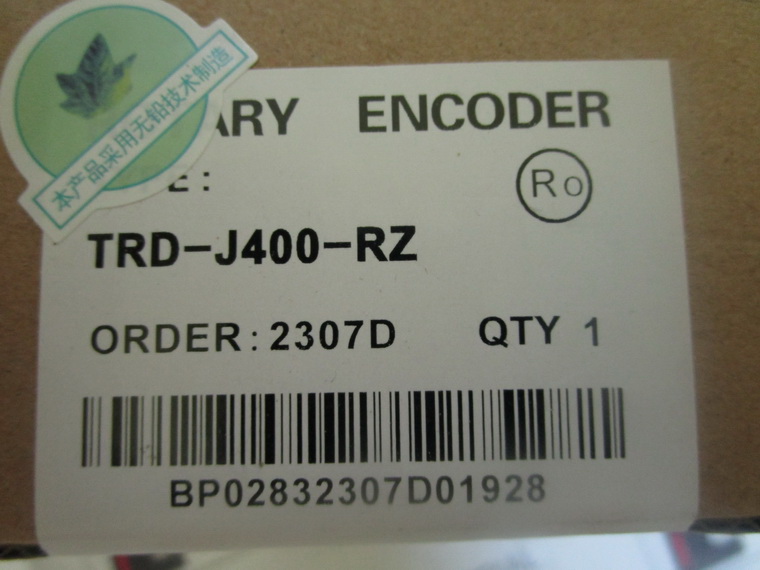 本产品采用无铅技术制造
ARY ENCODER
E:
Ro
TRD-J400-RZ
ORDER: 2307D QTY 1
BP02832307D01928